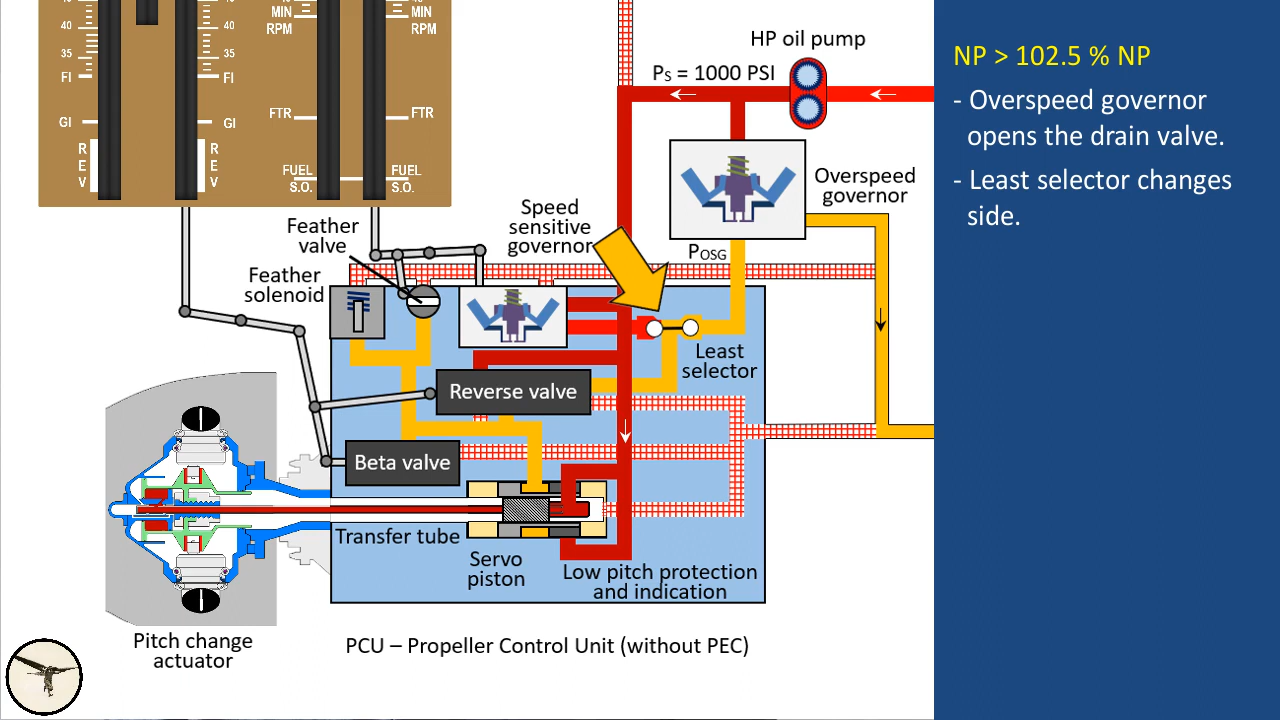 40
35
FI
GI
R
E
V
40
35
FI
GI
R
E
V
MIN
RPM
MIN
RPM
FTR
FTR
FUEL
S.O.
FUEL
S.O.
HP oil pump
PS = 1000 PSI
Overspeed
governor
POSG
Speed
sensitive
governor
Feather
valve
Feather
solenoid
Least
selector
Reverse valve
Beta valve
Transfer tube
Servo
piston
Low pitch protection
and indication
Pitch change
actuator
PCU – Propeller Control Unit (without PEC)
NP > 102.5 % NP
- Overspeed governor
opens the drain valve.
- Least selector changes
side.